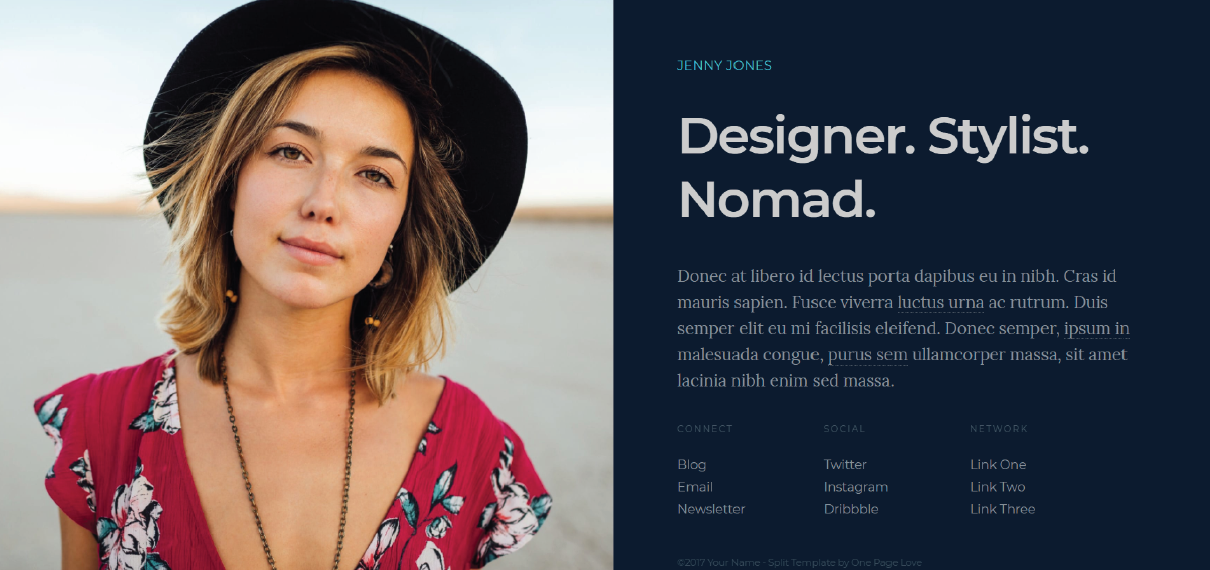 JENNY JONES
Designer. Stylist.
Nomad.
Donec at libero id lectus porta dapibus eu in nibh. Cras id
mauris sapien. Fusce viverra luctus urna ac rutrum. Duis
semper elit eu mi facilisis eleifend. Donec semper, ipsum in
malesuada congue, purus sem ullamcorper massa, sit amet
lacinia nibh enim sed massa.
CONNECT SOCIAL NETWORK
Blog Twitter Link One
Email Instagram Link Two
Newsletter Dribbble Link Three
©2017 Your Name - Split Template by One Page Love